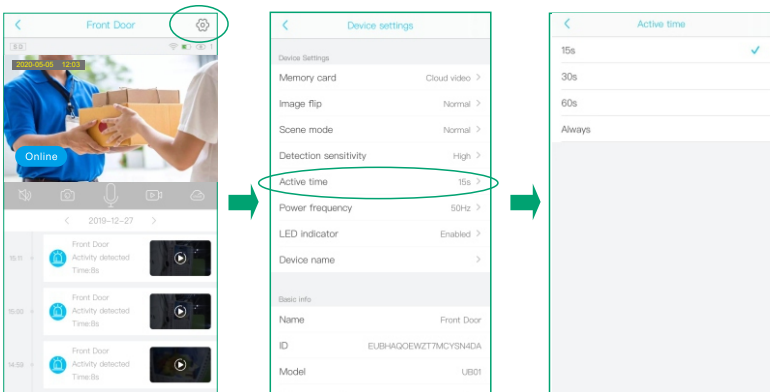 Front Door
SD
1
2020-05-05 12:03
Online
2019-12-27
15:11
Front Door
Activity detected
Time:8s
15:00
Front Door
Activity detected
Time:8s
14:59
Front Door
Activity detected
Time:8s
Device settings
Device Settings
Memory card Cloud video
Image flip Normal
Scene mode Normal
Detection sensitivity High
Active time 15s
Power frequency 50Hz
LED indicator Enabled
Device name
Basic info
Name Front Door
ID EUBHAQOEWZT7MCYSN4DA
Model UB01
Active time
15s
30s
60s
Always